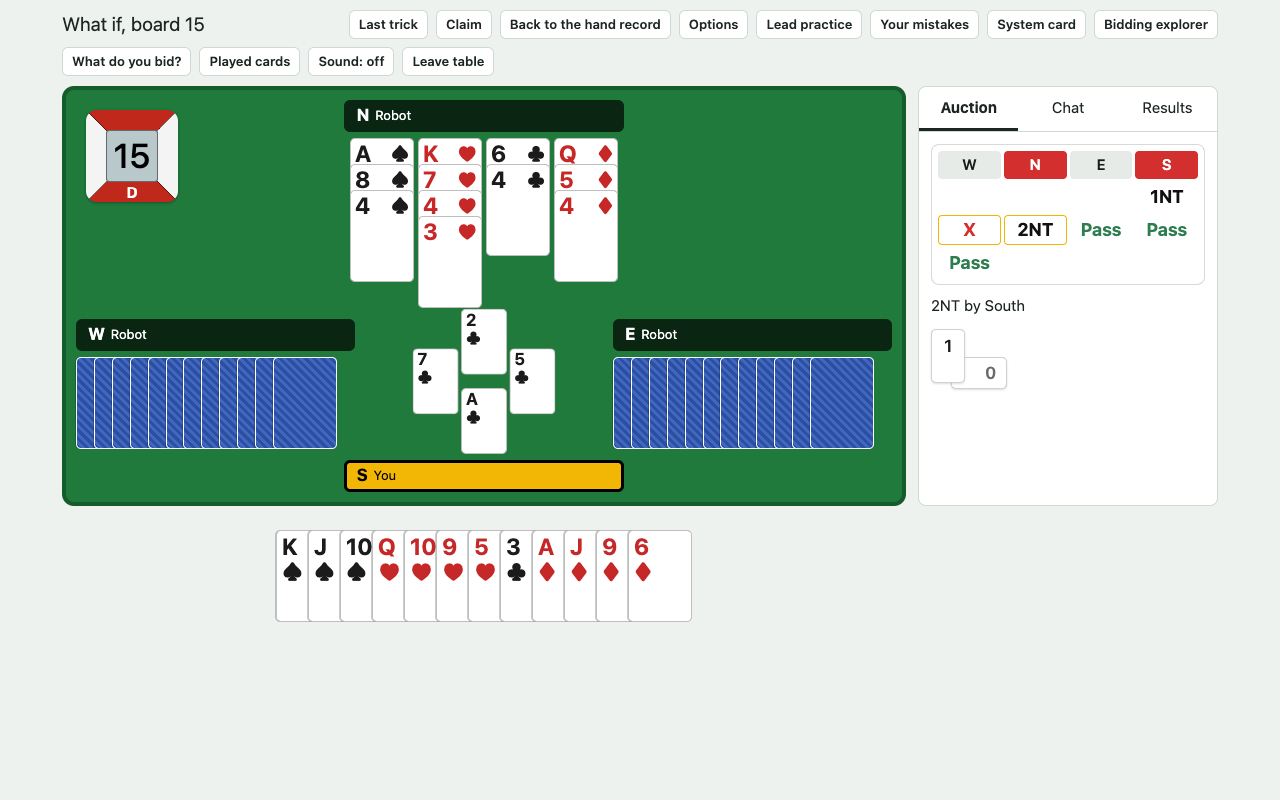 What if, board 15
Last trick
Claim
Back to the hand record
Options
Lead practice
Your mistakes
System card
Bidding explorer
What do you bid?
Played cards
Sound: off
Leave table
15
D
N Robot
A K 6 Q
8 7 4 5
4 4 4
3
W Robot
E Robot
2
7 5
A
S You
K J 10 Q 10 9 5 3 A J 9 6
Auction Chat Results
W N E S
1NT
X 2NT Pass Pass
Pass
2NT by South
1
0